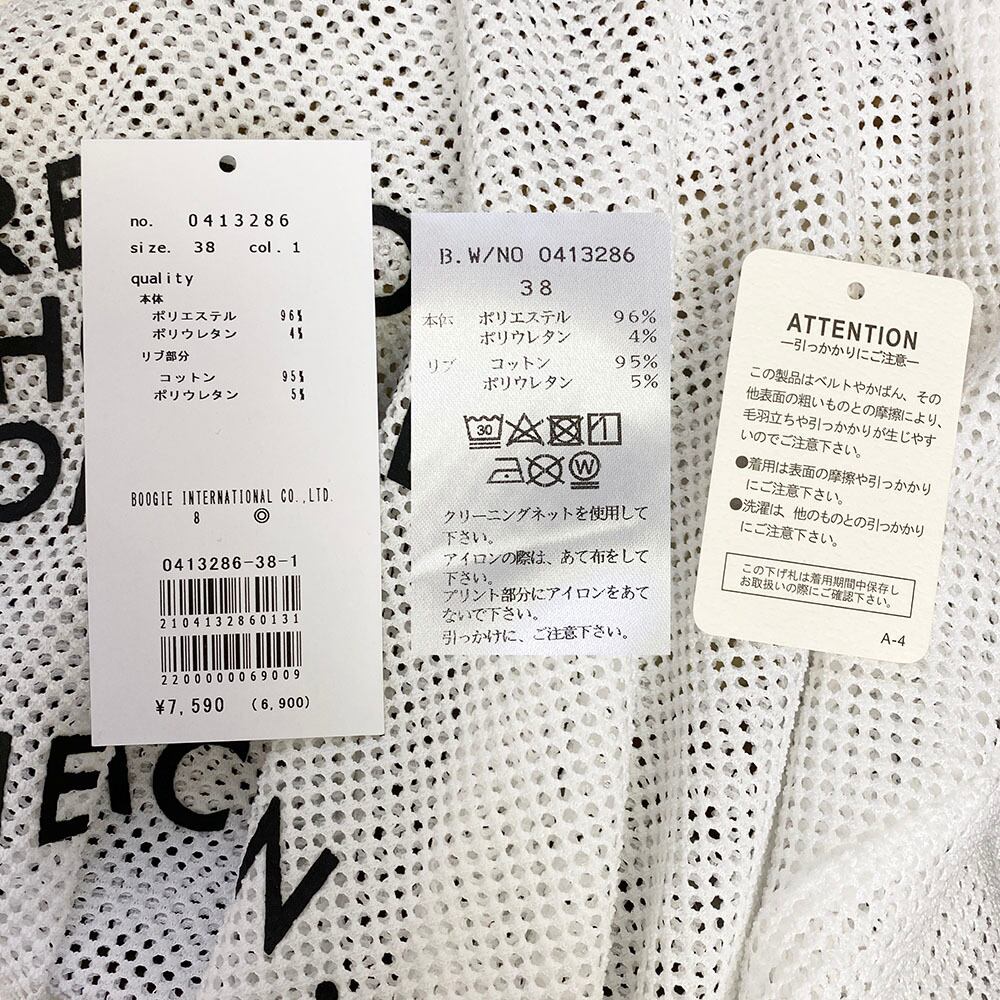 no. 0413286
size. 38 col. 1
quality
本体
ポリエステル 96%
ポリウレタン 4%
リブ部分
コットン 95%
ポリウレタン 5%
BOOGIE INTERNATIONAL CO.,LTD.
8 ◎
0413286-38-1
2104132860131
2200000069009
¥7,590 (6,900)
B.W/NO 0413286
38
本体 ポリエステル 96%
ポリウレタン 4%
リブ コットン 95%
ポリウレタン 5%
30
W
クリーニングネットを使用して
下さい。
アイロンの際は、あて布をして
下さい。
プリント部分にアイロンをあて
ないで下さい。
引っかけに、ご注意下さい。
ATTENTION
―引っかかりにご注意―
この製品はベルトやかばん、その
他表面の粗いものとの摩擦により、
毛羽立ちや引っかかりが生じやす
いのでご注意下さい。
●着用は表面の摩擦や引っかかり
にご注意下さい。
●洗濯は、他のものとの引っかかり
にご注意下さい。
この下げ札は着用期間中保存し
お取扱いの際にご確認下さい。
A-4